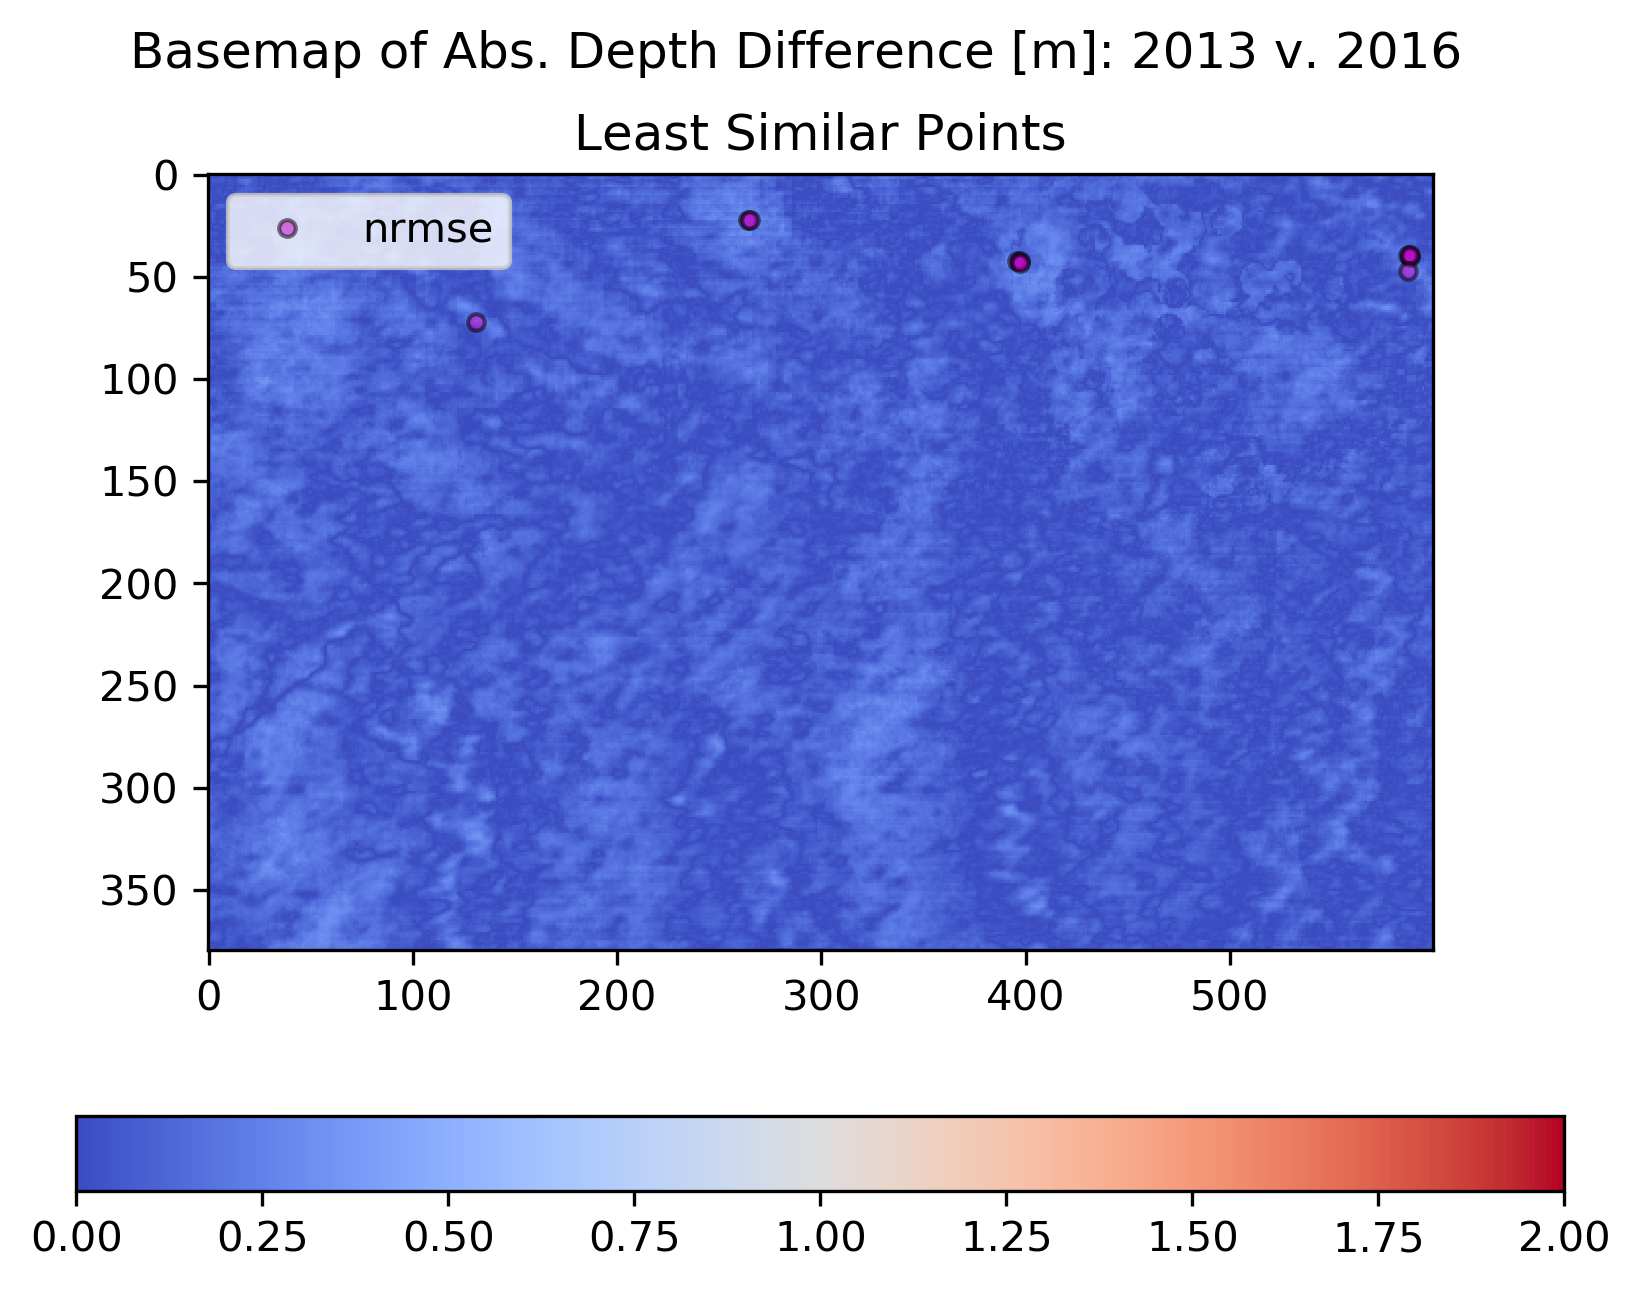 Basemap of Abs. Depth Difference [m]: 2013 v. 2016
Least Similar Points
nrmse
0
50
100
150
200
250
300
350
0 100 200 300 400 500
0.00 0.25 0.50 0.75 1.00 1.25 1.50 1.75 2.00